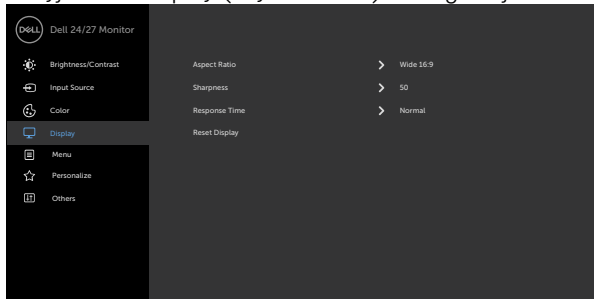 DELL
Dell 24/27 Monitor
Brightness/Contrast
Aspect Ratio
Wide 16:9
Input Source
Sharpness
50
Color
Response Time
Normal
Display
Reset Display
Menu
Personalize
Others